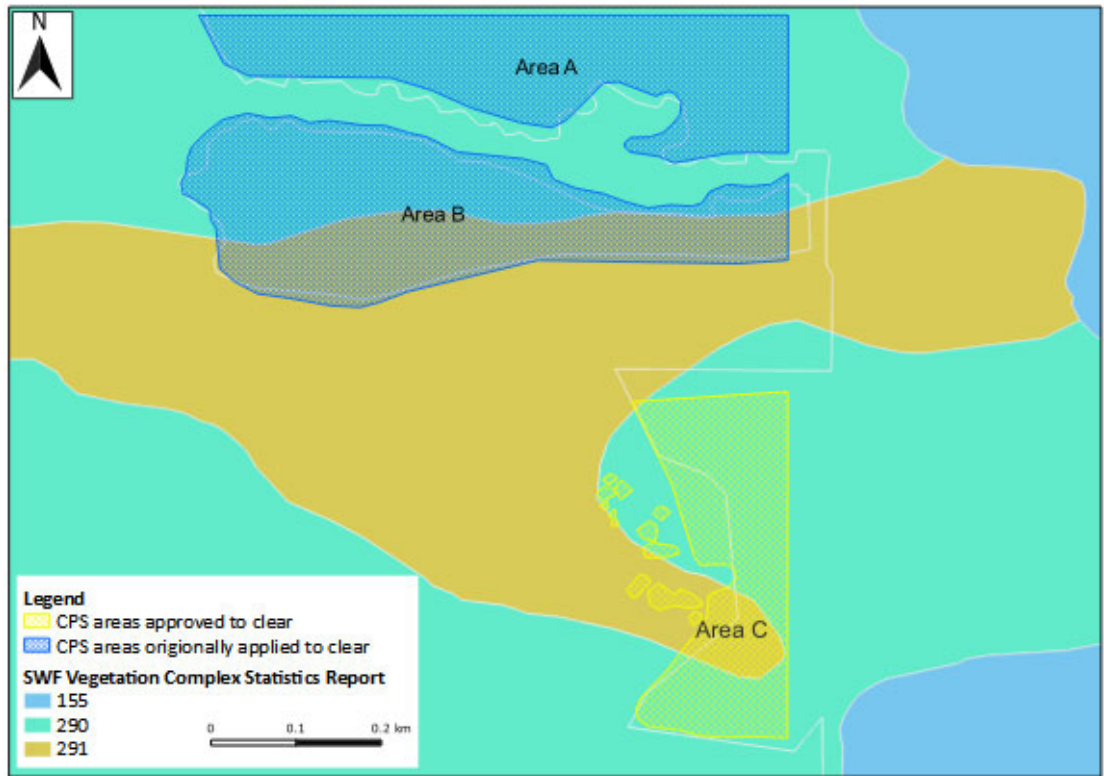 N
Area A
Area B
Area C
Legend
CPS areas approved to clear
CPS areas origionally applied to clear
SWF Vegetation Complex Statistics Report
155
290
291
0 0.1 0.2 km